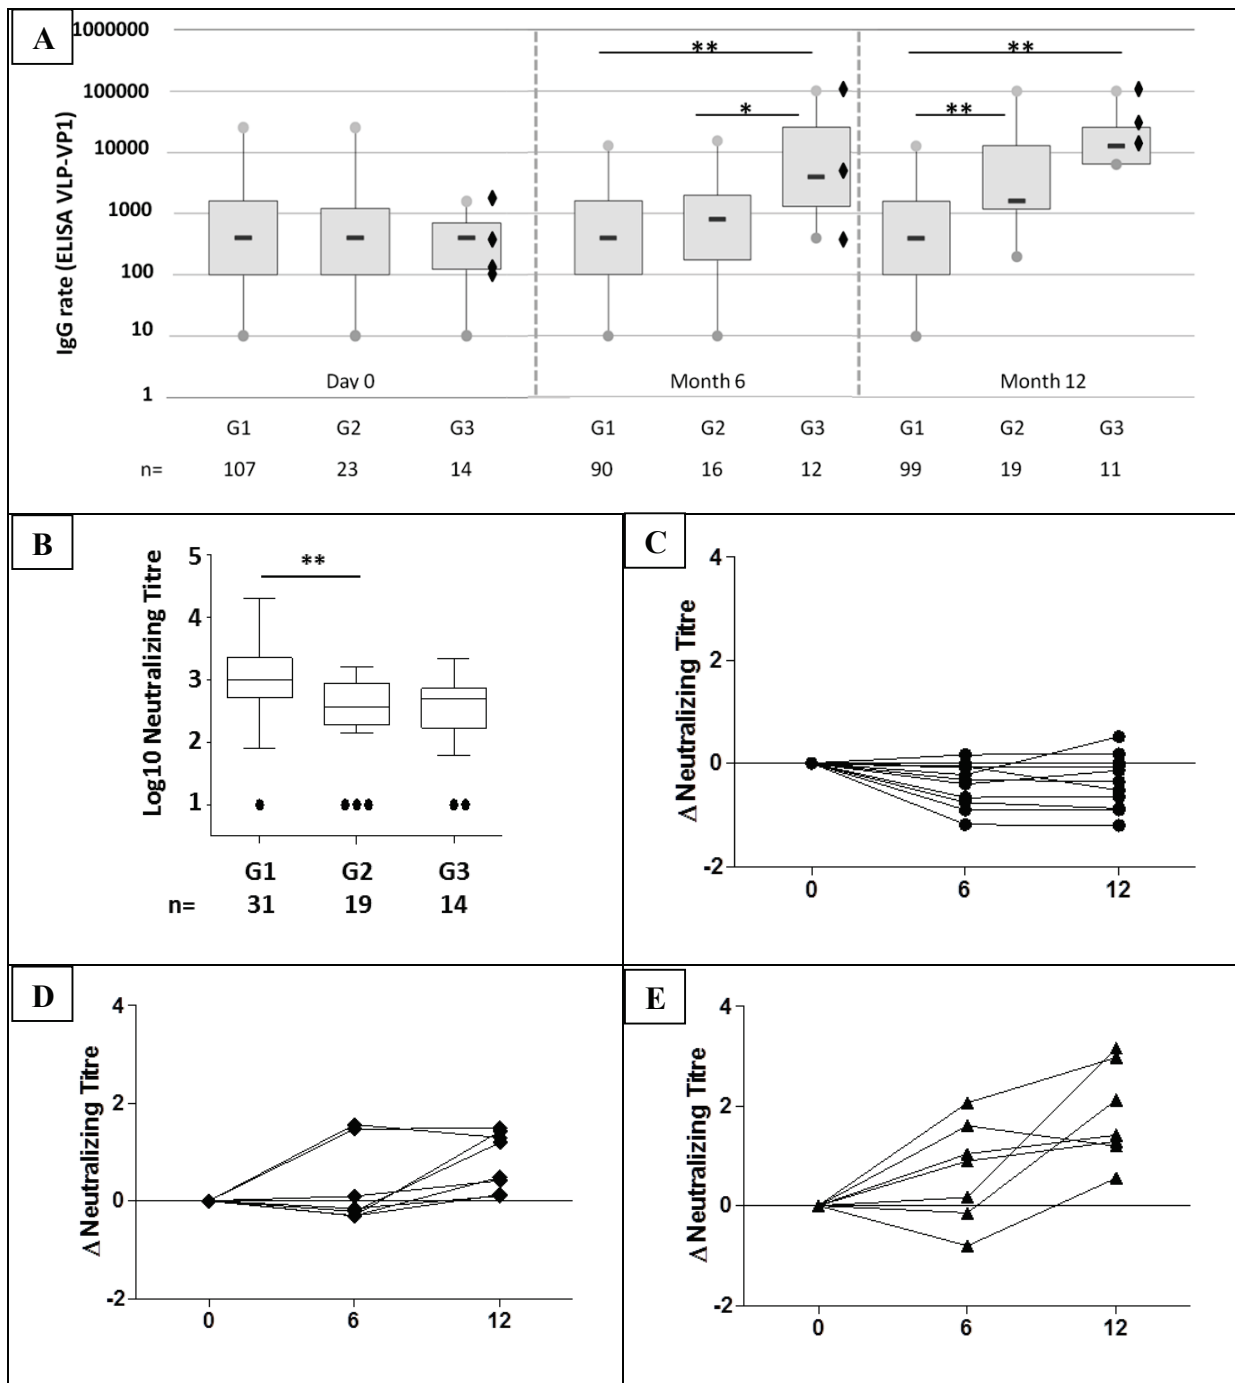 A
1000000
100000
10000
1000
100
10
1
IgG rate (ELISA VLP-VP1)
** **
* **
Day 0 Month 6 Month 12
G1 G2 G3 G1 G2 G3 G1 G2 G3
n= 107 23 14 90 16 12 99 19 11
B
Log10 Neutralizing Titre
5
4
3
2
1
**
G1 G2 G3
n= 31 19 14
C
Δ Neutralizing Titre
4
2
0
-2
0 6 12
D
Δ Neutralizing Titre
4
2
0
-2
0 6 12
E
Δ Neutralizing Titre
4
2
0
-2
0 6 12